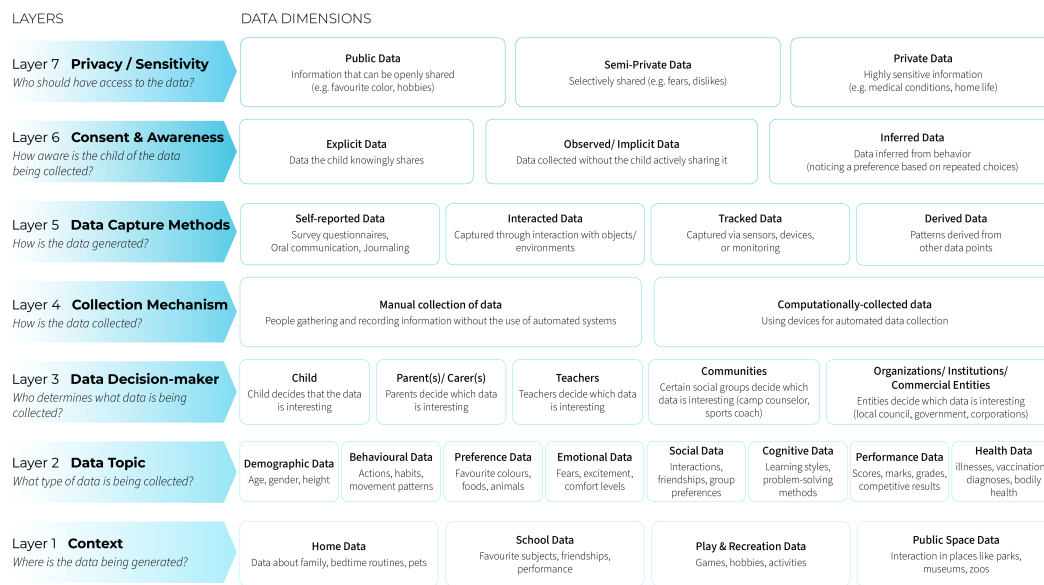 LAYERS
DATA DIMENSIONS
Layer 7 Privacy / Sensitivity
Who should have access to the data?
Public Data
Information that can be openly shared
(e.g. favourite color, hobbies)
Semi-Private Data
Selectively shared (e.g. fears, dislikes)
Private Data
Highly sensitive information
(e.g. medical conditions, home life)
Layer 6 Consent & Awareness
How aware is the child of the data
being collected?
Explicit Data
Data the child knowingly shares
Observed/ Implicit Data
Data collected without the child actively sharing it
Inferred Data
Data inferred from behavior
(noticing a preference based on repeated choices)
Layer 5 Data Capture Methods
How is the data generated?
Self-reported Data
Survey questionnaires,
Oral communication, Journaling
Interacted Data
Captured through interaction with objects/
environments
Tracked Data
Captured via sensors, devices,
or monitoring
Derived Data
Patterns derived from
other data points
Layer 4 Collection Mechanism
How is the data collected?
Manual collection of data
People gathering and recording information without the use of automated systems
Computationally-collected data
Using devices for automated data collection
Layer 3 Data Decision-maker
Who determines what data is being
collected?
Child
Child decides that the data
is interesting
Parent(s)/ Carer(s)
Parents decide which data
is interesting
Teachers
Teachers decide which data
is interesting
Communities
Certain social groups decide which
data is interesting (camp counselor,
sports coach)
Organizations/ Institutions/
Commercial Entities
Entities decide which data is interesting
(local council, government, corporations)
Layer 2 Data Topic
What type of data is being collected?
Demographic Data
Age, gender, height
Behavioural Data
Actions, habits,
movement patterns
Preference Data
Favourite colours,
foods, animals
Emotional Data
Fears, excitement,
comfort levels
Social Data
Interactions,
friendships, group
preferences
Cognitive Data
Learning styles,
problem-solving
methods
Performance Data
Scores, marks, grades,
competitive results
Health Data
illnesses, vaccination
diagnoses, bodily
health
Layer 1 Context
Where is the data being generated?
Home Data
Data about family, bedtime routines, pets
School Data
Favourite subjects, friendships,
performance
Play & Recreation Data
Games, hobbies, activities
Public Space Data
Interaction in places like parks,
museums, zoos